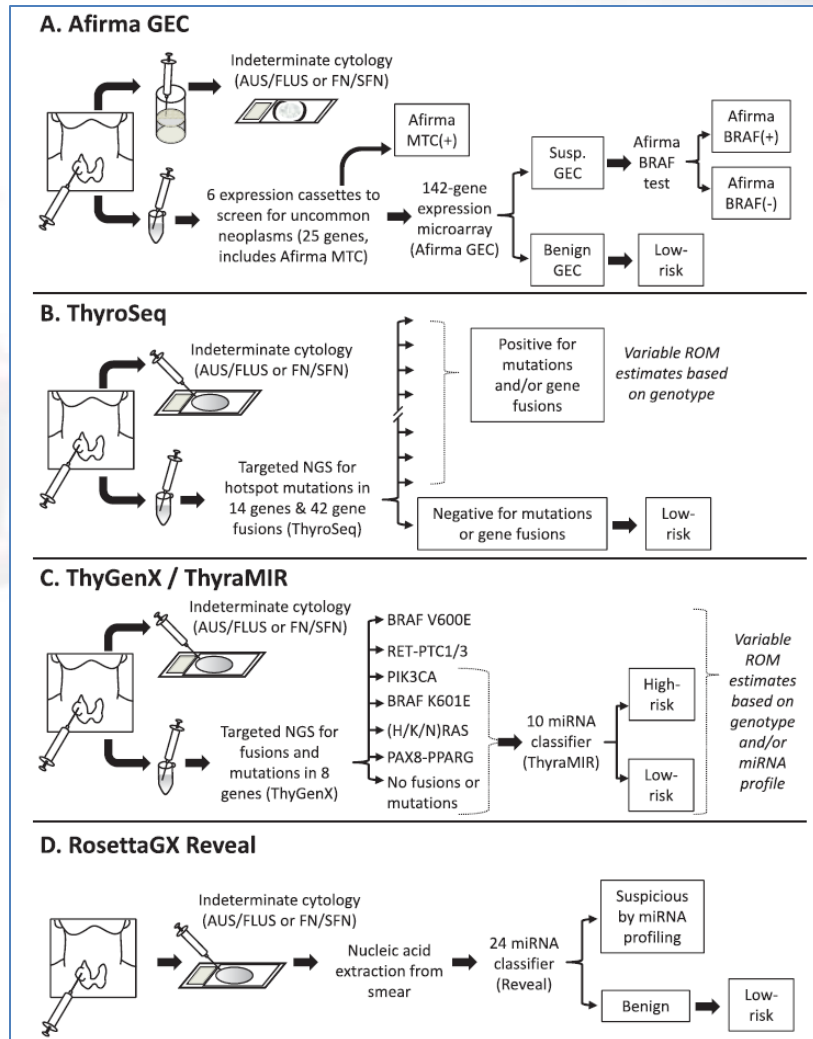 A. Afirma GEC
Indeterminate cytology
(AUS/FLUS or FN/SFN)
Afirma
MTC(+)
6 expression cassettes to
screen for uncommon
neoplasms (25 genes,
includes Afirma MTC)
142-gene
expression
microarray
(Afirma GEC)
Susp.
GEC
Afirma
BRAF
test
Afirma
BRAF(+)
Afirma
BRAF(-)
Benign
GEC
Low-
risk
B. ThyroSeq
Indeterminate cytology
(AUS/FLUS or FN/SFN)
Targeted NGS for
hotspot mutations in
14 genes & 42 gene
fusions (ThyroSeq)
Positive for
mutations
and/or gene
fusions
Variable ROM
estimates based
on genotype
Negative for mutations
or gene fusions
Low-
risk
C. ThyGenX / ThyraMIR
Indeterminate cytology
(AUS/FLUS or FN/SFN)
Targeted NGS for
fusions and
mutations in 8
genes (ThyGenX)
BRAF V600E
RET-PTC1/3
PIK3CA
BRAF K601E
(H/K/N)RAS
PAX8-PPARG
No fusions or
mutations
10 miRNA
classifier
(ThyraMIR)
High-
risk
Low-
risk
Variable
ROM
estimates
based on
genotype
and/or
miRNA
profile
D. RosettaGX Reveal
Indeterminate cytology
(AUS/FLUS or FN/SFN)
Nucleic acid
extraction from
smear
24 miRNA
classifier
(Reveal)
Suspicious
by miRNA
profiling
Benign
Low-
risk